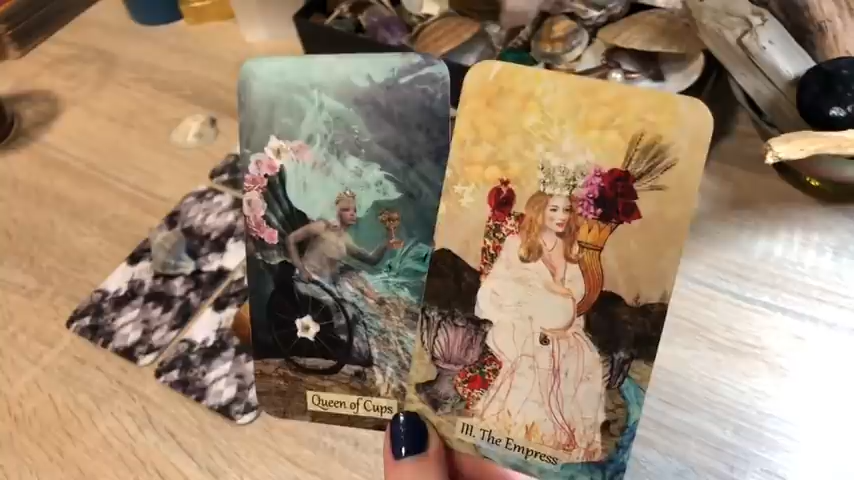 Queen of Cups
III. The Empress